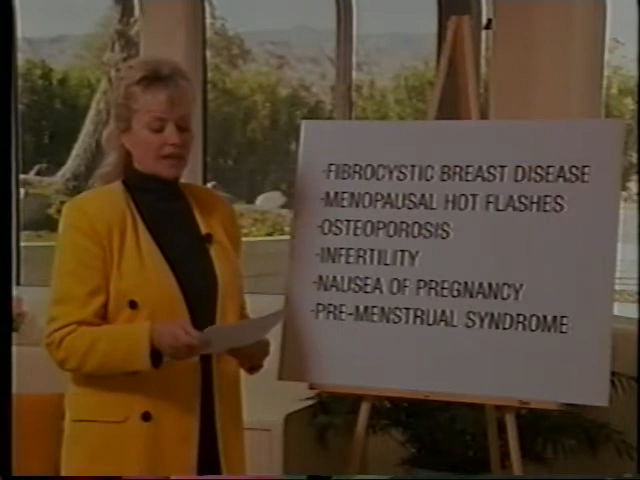 -FIBROCYSTIC BREAST DISEASE
-MENOPAUSAL HOT FLASHES
-OSTEOPOROSIS
-INFERTILITY
-NAUSEA OF PREGNANCY
-PRE-MENSTRUAL SYNDROME